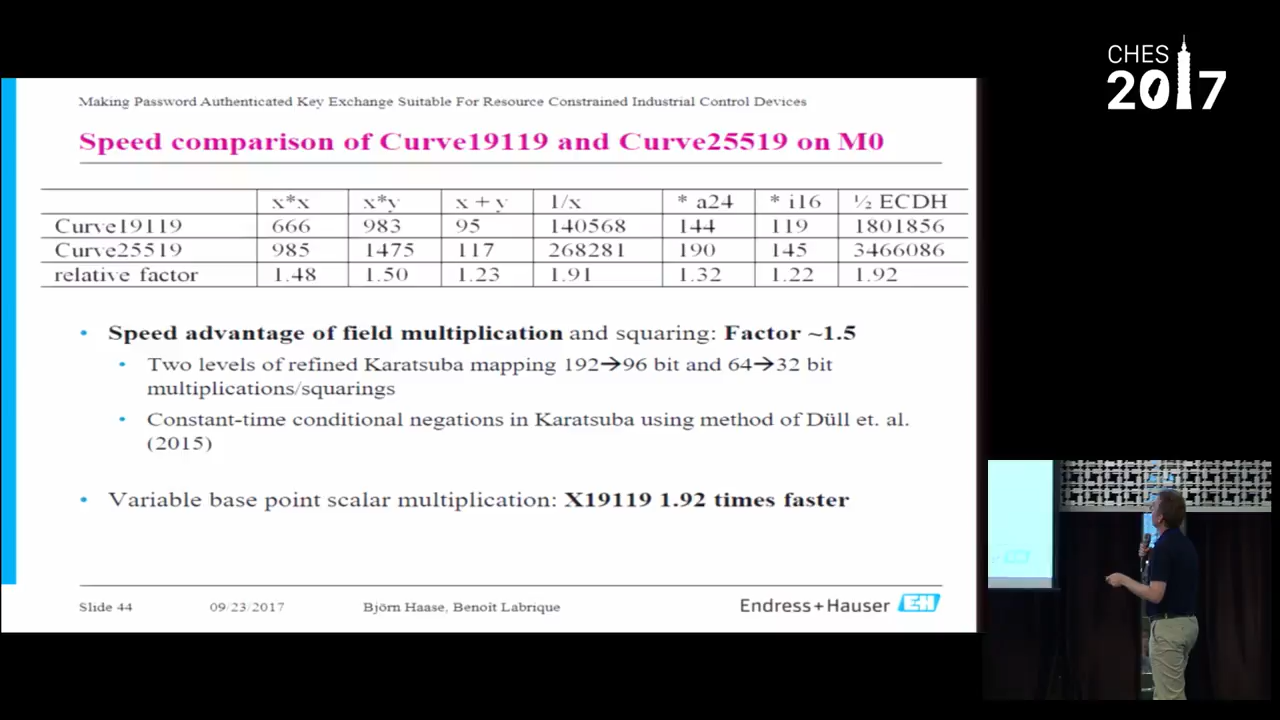 CHES
2017
Making Password Authenticated Key Exchange Suitable For Resource Constrained Industrial Control Devices
Speed comparison of Curve19119 and Curve25519 on M0
x*x x*y x + y 1/x * a24 * i16 ½ ECDH
Curve19119 666 983 95 140568 144 119 1801856
Curve25519 985 1475 117 268281 190 145 3466086
relative factor 1.48 1.50 1.23 1.91 1.32 1.22 1.92
• Speed advantage of field multiplication and squaring: Factor ~1.5
• Two levels of refined Karatsuba mapping 192→96 bit and 64→32 bit
multiplications/squarings
• Constant-time conditional negations in Karatsuba using method of Düll et. al.
(2015)
• Variable base point scalar multiplication: X19119 1.92 times faster
Slide 44 09/23/2017 Björn Haase, Benoît Labrique Endress+Hauser EH